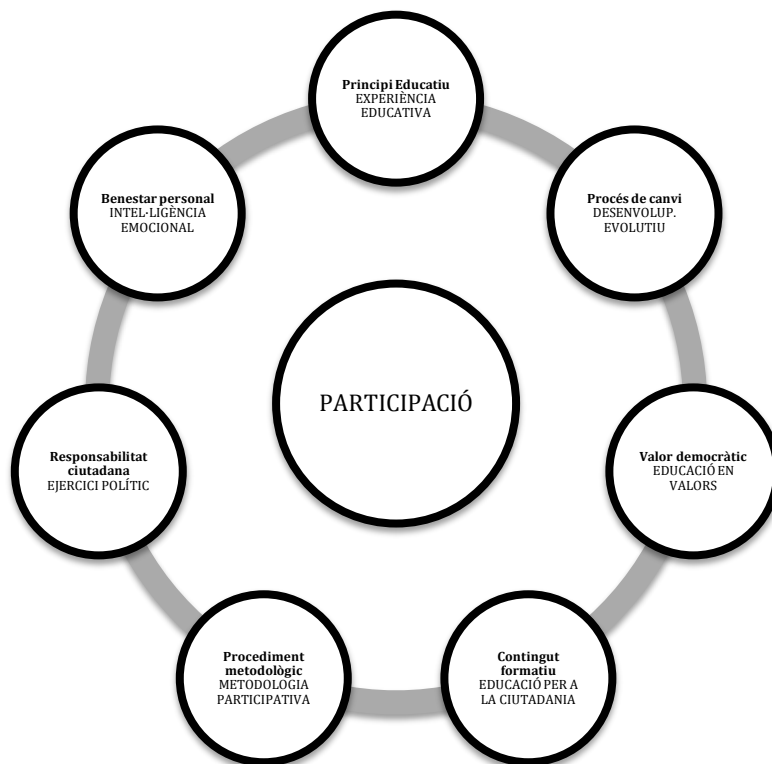 Principi Educatiu
EXPERIÈNCIA
EDUCATIVA
Benestar personal
INTEL·LIGÈNCIA
EMOCIONAL
Procés de canvi
DESENVOLUP.
EVOLUTIU
PARTICIPACIÓ
Responsabilitat
ciutadana
EJERCICI POLÍTIC
Valor democràtic
EDUCACIÓ EN
VALORS
Procediment
metodològic
METODOLOGIA
PARTICIPATIVA
Contingut
formatiu
EDUCACIÓ PER A
LA CIUTADANIA